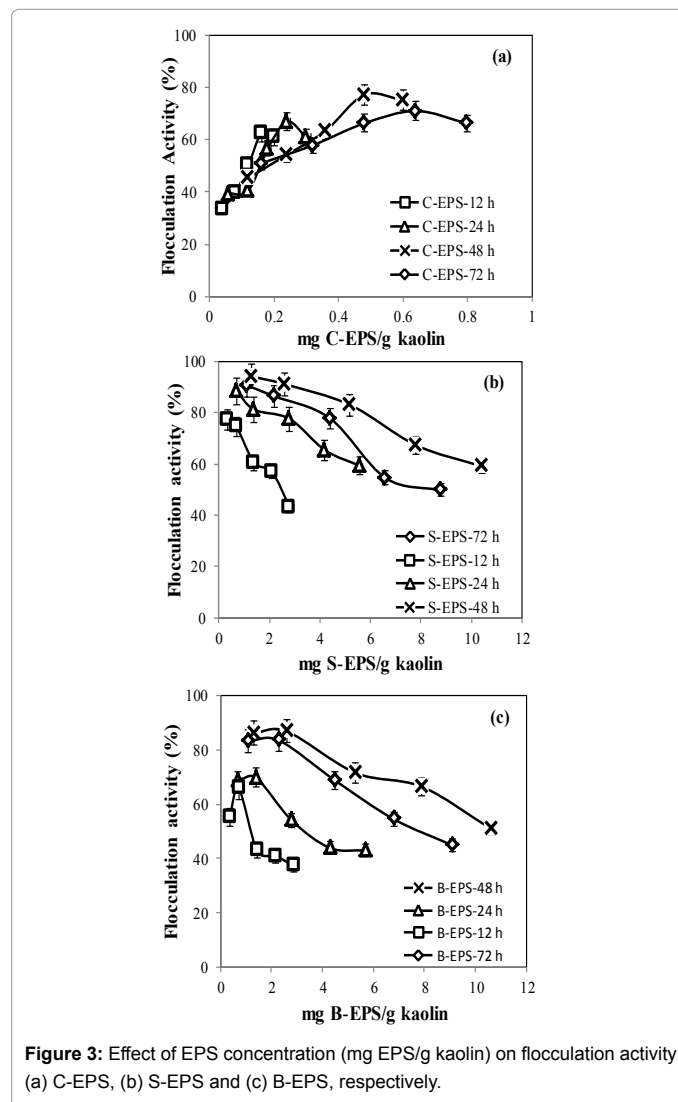 100
80
60
40
20
0
Flocculation Activity (%)
(a)
C-EPS-12 h
C-EPS-24 h
C-EPS-48 h
C-EPS-72 h
0 0.2 0.4 0.6 0.8 1
mg C-EPS/g kaolin
100
80
60
40
20
0
Flocculation activity (%)
(b)
S-EPS-72 h
S-EPS-12 h
S-EPS-24 h
S-EPS-48 h
0 2 4 6 8 10 12
mg S-EPS/g kaolin
100
80
60
40
20
0
Flocculation activity (%)
(c)
B-EPS-48 h
B-EPS-24 h
B-EPS-12 h
B-EPS-72 h
0 2 4 6 8 10 12
mg B-EPS/g kaolin
Figure 3: Effect of EPS concentration (mg EPS/g kaolin) on flocculation activity
(a) C-EPS, (b) S-EPS and (c) B-EPS, respectively.